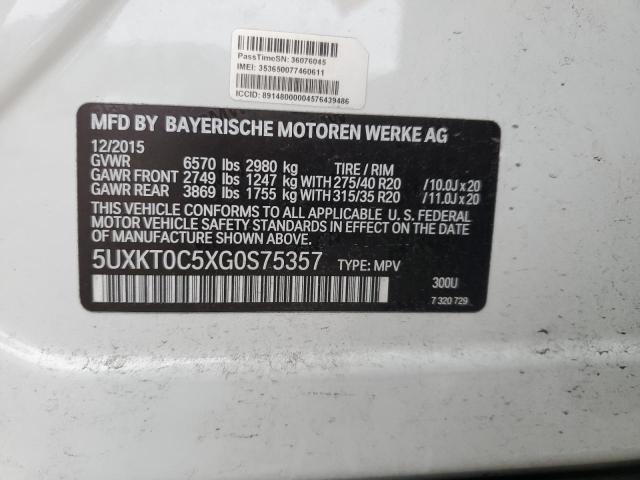 PassTimeSN: 36076045
IMEI: 353650077460611
ICCID: 89148000004576439486
MFD BY BAYERISCHE MOTOREN WERKE AG
12/2015
GVWR 6570 lbs 2980 kg TIRE / RIM
GAWR FRONT 2749 lbs 1247 kg WITH 275/40 R20 /10.0J x 20
GAWR REAR 3869 lbs 1755 kg WITH 315/35 R20 /11.0J x 20
THIS VEHICLE CONFORMS TO ALL APPLICABLE U. S. FEDERAL
MOTOR VEHICLE SAFETY STANDARDS IN EFFECT ON THE
DATE OF MANUFACTURE SHOWN ABOVE.
5UXKT0C5XG0S75357 TYPE: MPV
300U
7 320 729